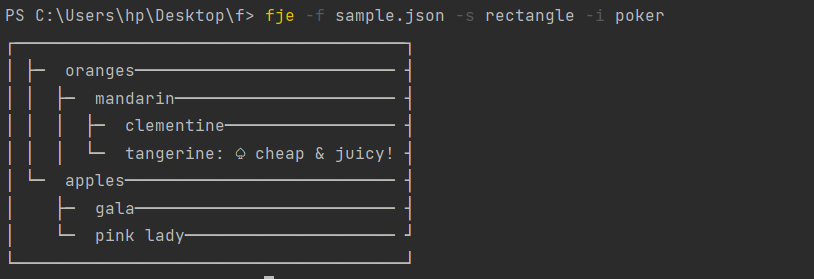 PS C:\Users\hp\Desktop\f> fje -f sample.json -s rectangle -i poker
oranges
mandarin
clementine
tangerine: ♤ cheap & juicy!
apples
gala
pink lady